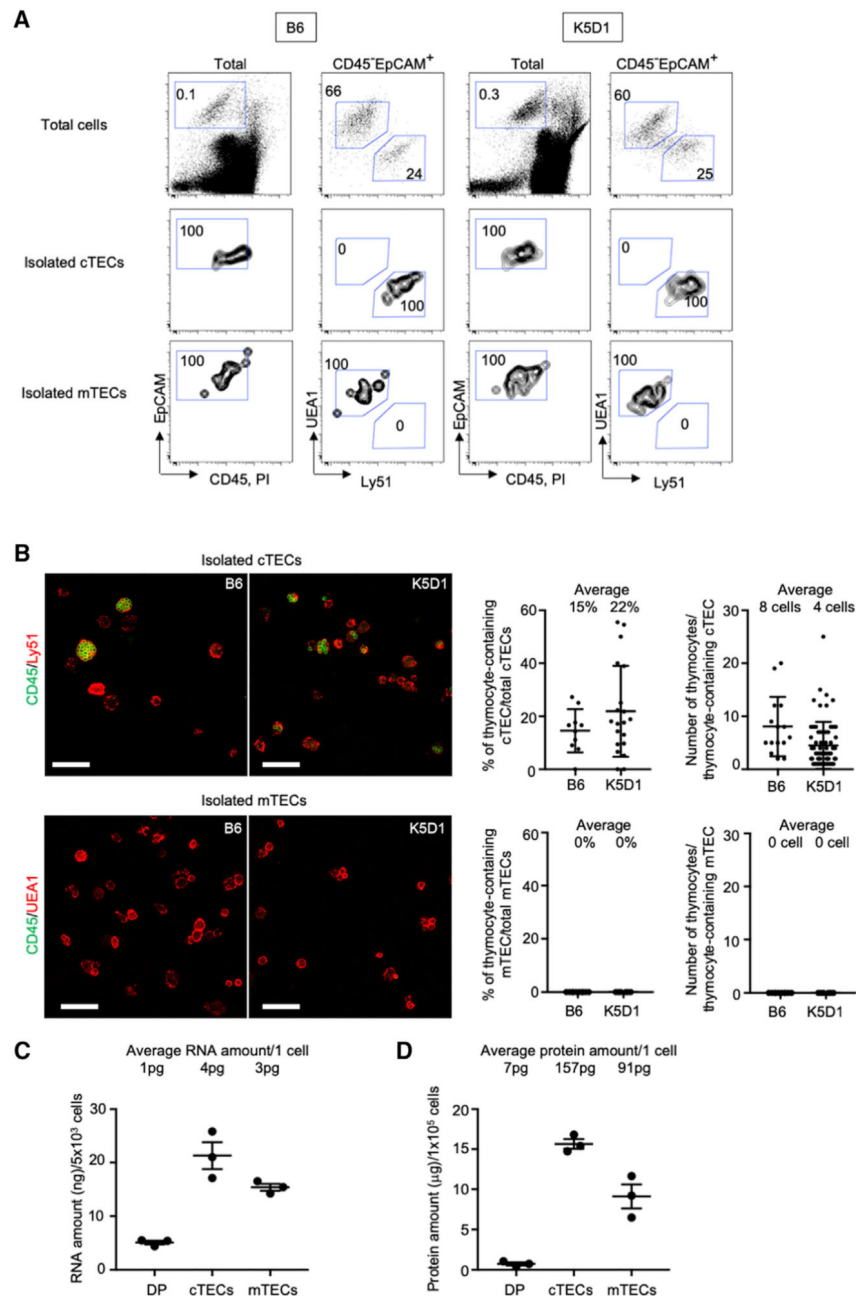 A
B6
K5D1
Total
CD45-EpCAM+
Total
CD45-EpCAM+
Total cells
0.1
66
24
0.3
60
25
Isolated cTECs
100
0
100
100
0
100
Isolated mTECs
100
100
0
100
100
0
EpCAM
UEA1
EpCAM
UEA1
CD45, PI
Ly51
CD45, PI
Ly51
B
Isolated cTECs
CD45/Ly51
B6
K5D1
Average
15% 22%
% of thymocyte-containing
cTEC/total cTECs
60
40
20
0
B6 K5D1
Average
8 cells 4 cells
Number of thymocytes/
thymocyte-containing cTEC
30
20
10
0
B6 K5D1
Isolated mTECs
CD45/UEA1
B6
K5D1
Average
0% 0%
% of thymocyte-containing
mTEC/total mTECs
60
40
20
0
B6 K5D1
Average
0 cell 0 cell
Number of thymocytes/
thymocyte-containing mTEC
30
20
10
0
B6 K5D1
C
Average RNA amount/1 cell
1pg 4pg 3pg
RNA amount (ng)/5x10³ cells
30
20
10
0
DP cTECs mTECs
D
Average protein amount/1 cell
7pg 157pg 91pg
Protein amount (µg)/1x10⁵ cells
20
15
10
5
0
DP cTECs mTECs